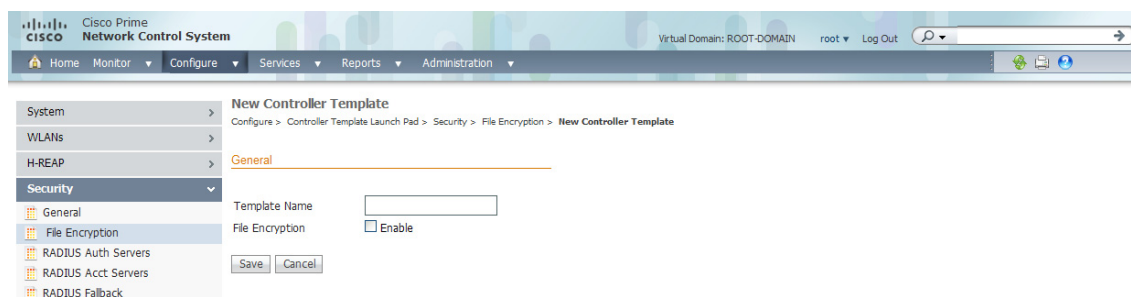 CISCO
Cisco Prime
Network Control System
Virtual Domain: ROOT-DOMAIN root Log Out
Home Monitor Configure Services Reports Administration
System
WLANs
H-REAP
Security
General
File Encryption
RADIUS Auth Servers
RADIUS Acct Servers
RADIUS Fallback
New Controller Template
Configure > Controller Template Launch Pad > Security > File Encryption > New Controller Template
General
Template Name
File Encryption Enable
Save Cancel